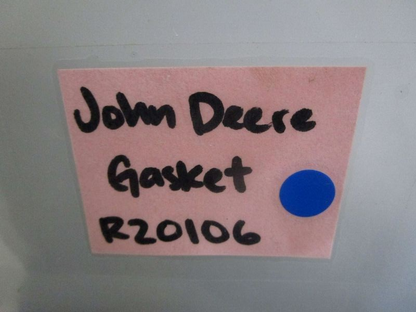 John Deere
Gasket
R20106